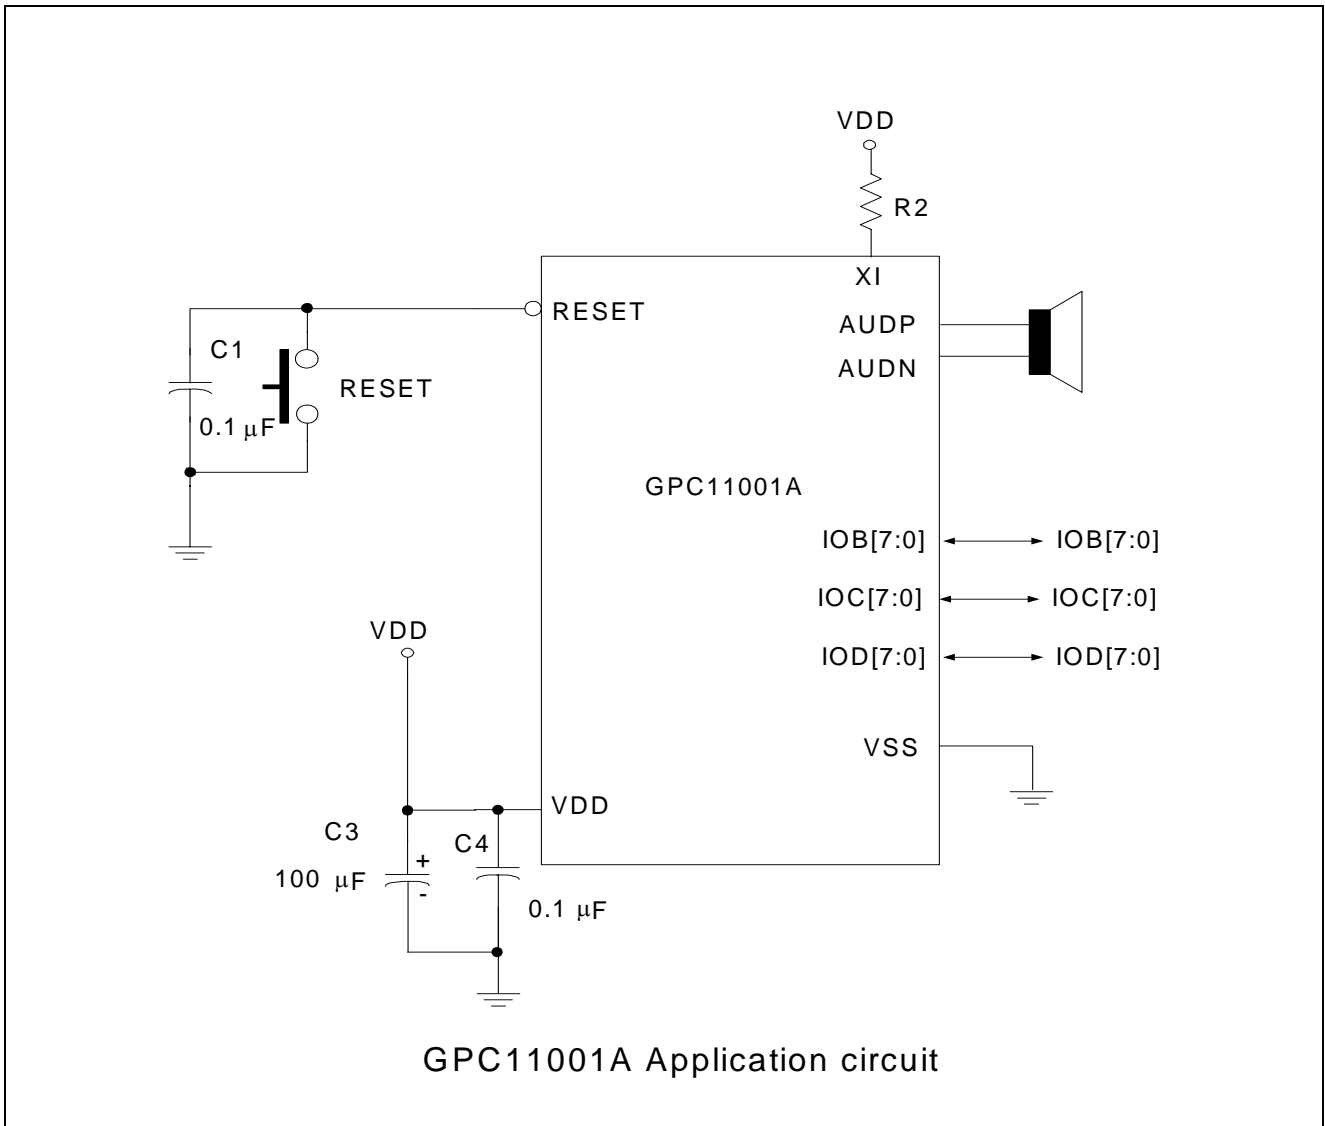 VDD
R2
XI
RESET
AUDP
C1
AUDN
RESET
0.1 μF
GPC11001A
IOB[7:0] IOB[7:0]
IOC[7:0] IOC[7:0]
VDD
IOD[7:0] IOD[7:0]
VSS
VDD
C3
C4
+
100 μF
-
0.1 μF
GPC11001A Application circuit